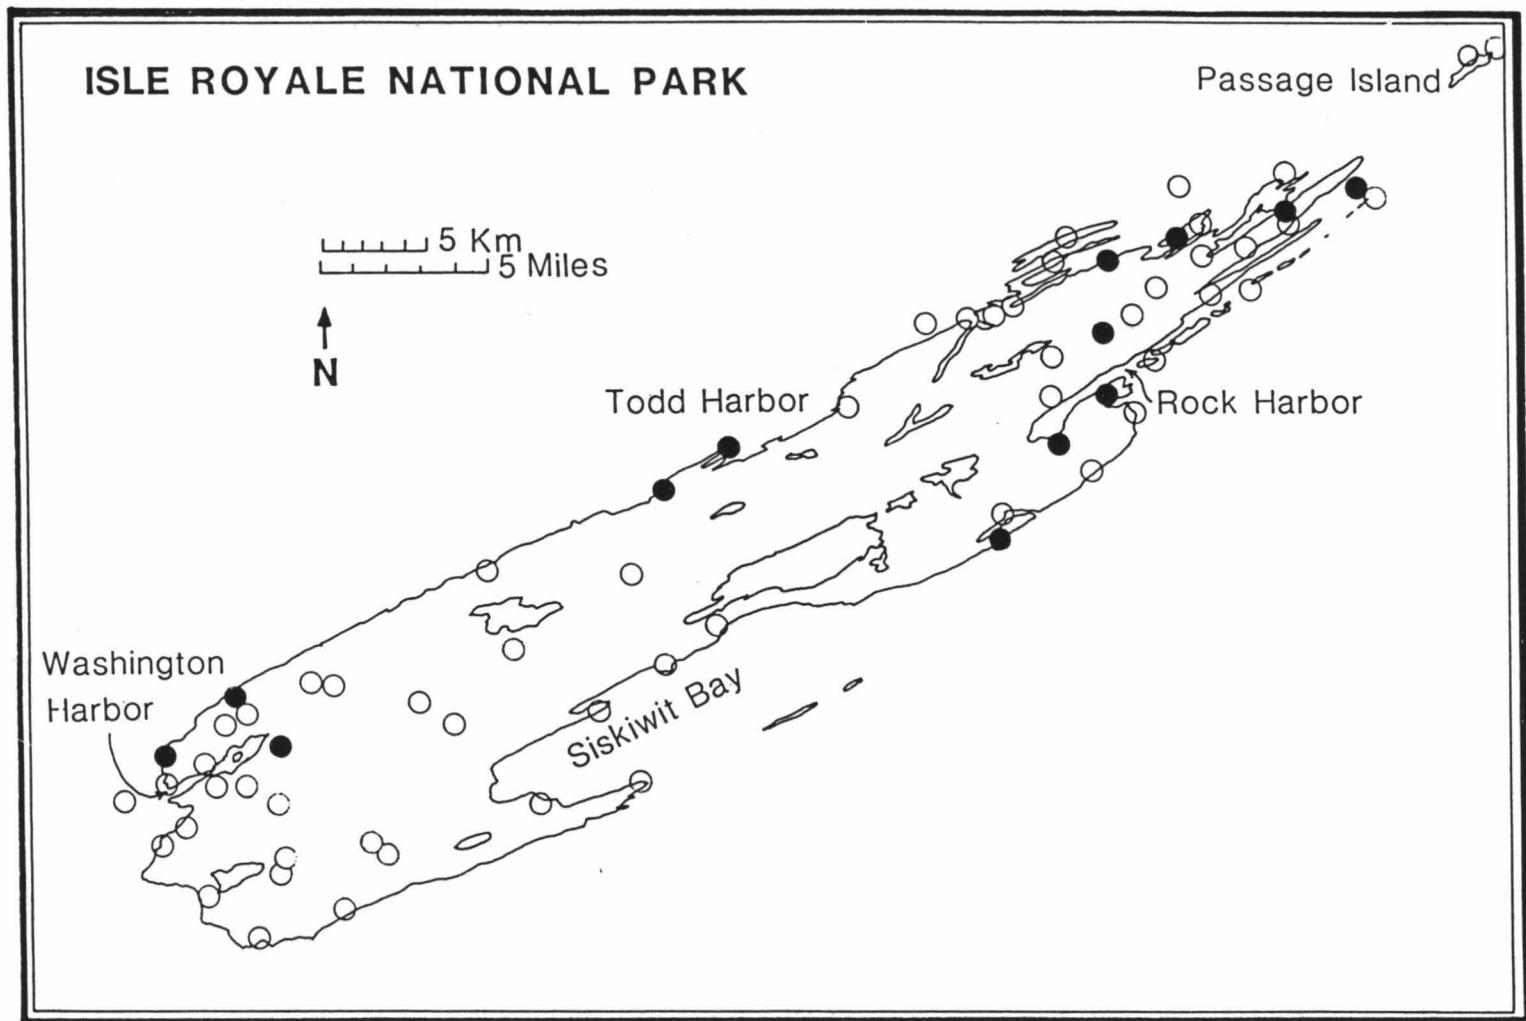 ISLE ROYALE NATIONAL PARK
Passage Island
5 Km
5 Miles
N
Todd Harbor
Rock Harbor
Washington
Harbor
Siskiwit Bay